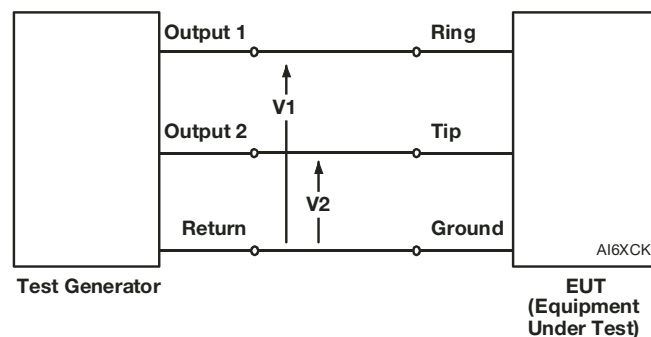 Output 1
Ring
V1
Output 2
Tip
V2
Return
Ground
AI6XCK
Test Generator
EUT
(Equipment
Under Test)